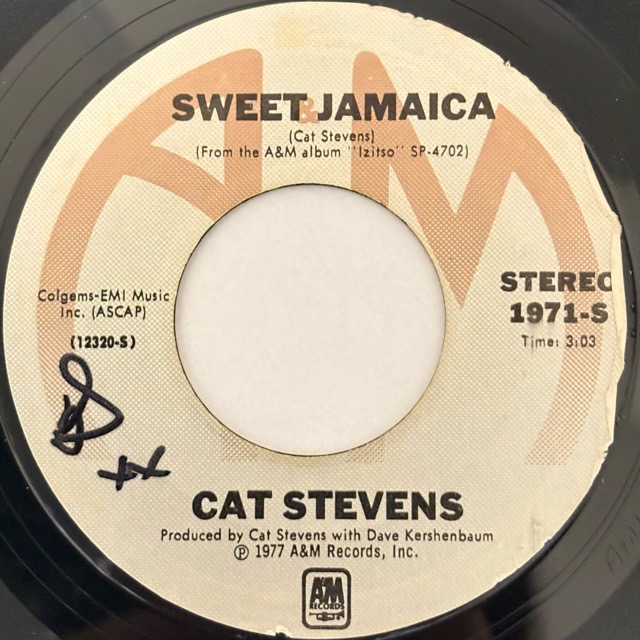 SWEET JAMAICA
(Cat Stevens)
(From the A&M album "Izitso" SP-4702)
Colgems-EMI Music
Inc. (ASCAP)
(12320-S)
STEREO
1971-S
Time: 3:03
xx
CAT STEVENS
Produced by Cat Stevens with Dave Kershenbaum
℗ 1977 A&M Records, Inc.
A&M
RECORDS